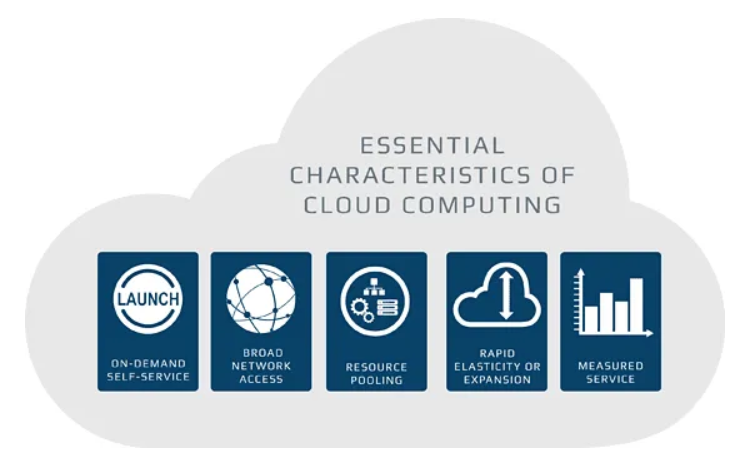 ESSENTIAL
CHARACTERISTICS OF
CLOUD COMPUTING
LAUNCH
ON-DEMAND
SELF-SERVICE
BROAD
NETWORK
ACCESS
RESOURCE
POOLING
RAPID
ELASTICITY OR
EXPANSION
MEASURED
SERVICE